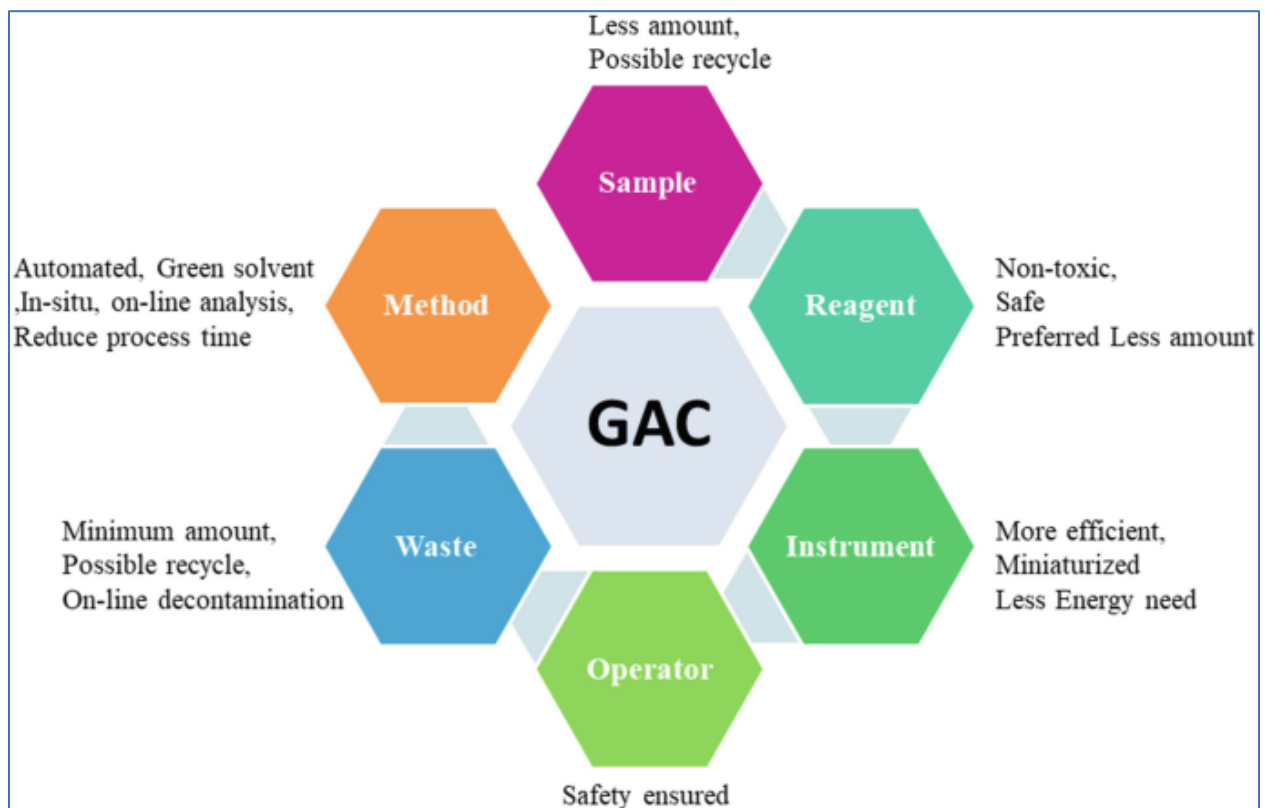 Less amount,
Possible recycle
Sample
Automated, Green solvent
,In-situ, on-line analysis,
Reduce process time
Method
Reagent
Non-toxic,
Safe
Preferred Less amount
GAC
Minimum amount,
Possible recycle,
On-line decontamination
Waste
Instrument
More efficient,
Miniaturized
Less Energy need
Operator
Safety ensured